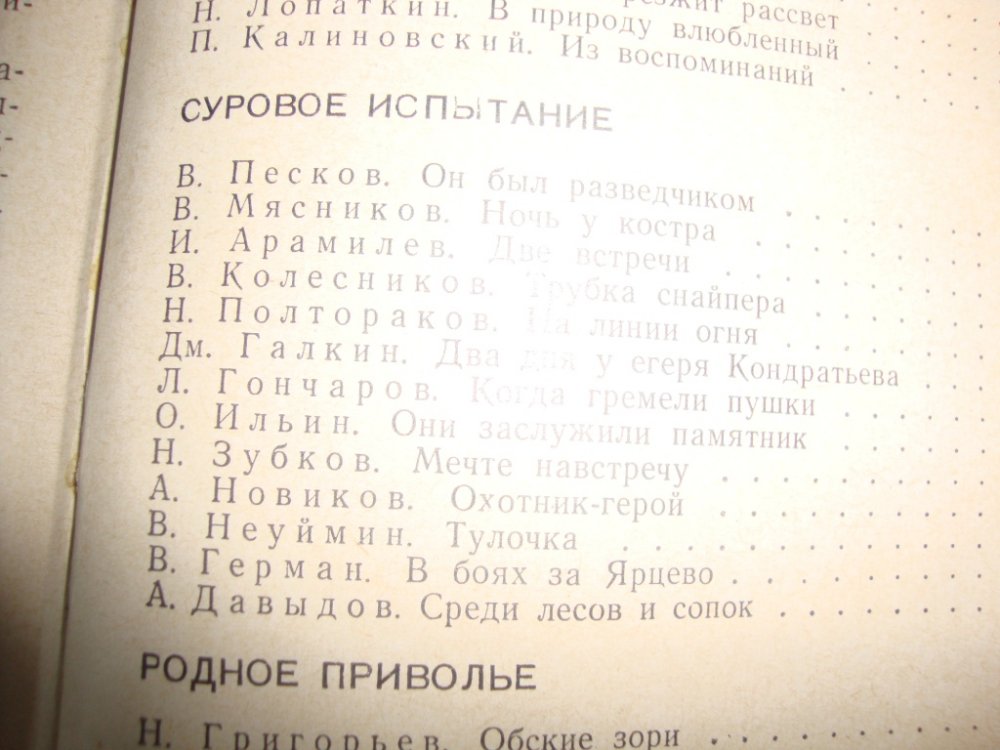 рассвет
Н. Лопаткин. В природу влюбленный
П. Калиновский. Из воспоминаний
СУРОВОЕ ИСПЫТАНИЕ
В. Песков. Он был разведчиком . . . . .
В. Мясников. Ночь у костра . . . . . .
И. Арамилев. Две встречи . . . . . . .
В. Колесников. Трубка снайпера . . . . .
Н. Полтораков. На линии огня . . . . . .
Дм. Галкин. Два дня у егеря Кондратьева . .
Л. Гончаров. Когда гремели пушки . . . . .
О. Ильин. Они заслужили памятник . . . . .
Н. Зубков. Мечте навстречу . . . . . . .
А. Новиков. Охотник-герой . . . . . . .
В. Неуймин. Тулочка . . . . . . . . .
В. Герман. В боях за Ярцево . . . . . . .
А. Давыдов. Среди лесов и сопок . . . . . .
РОДНОЕ ПРИВОЛЬЕ
Н. Григорьев. Обские зори . . . . . . .